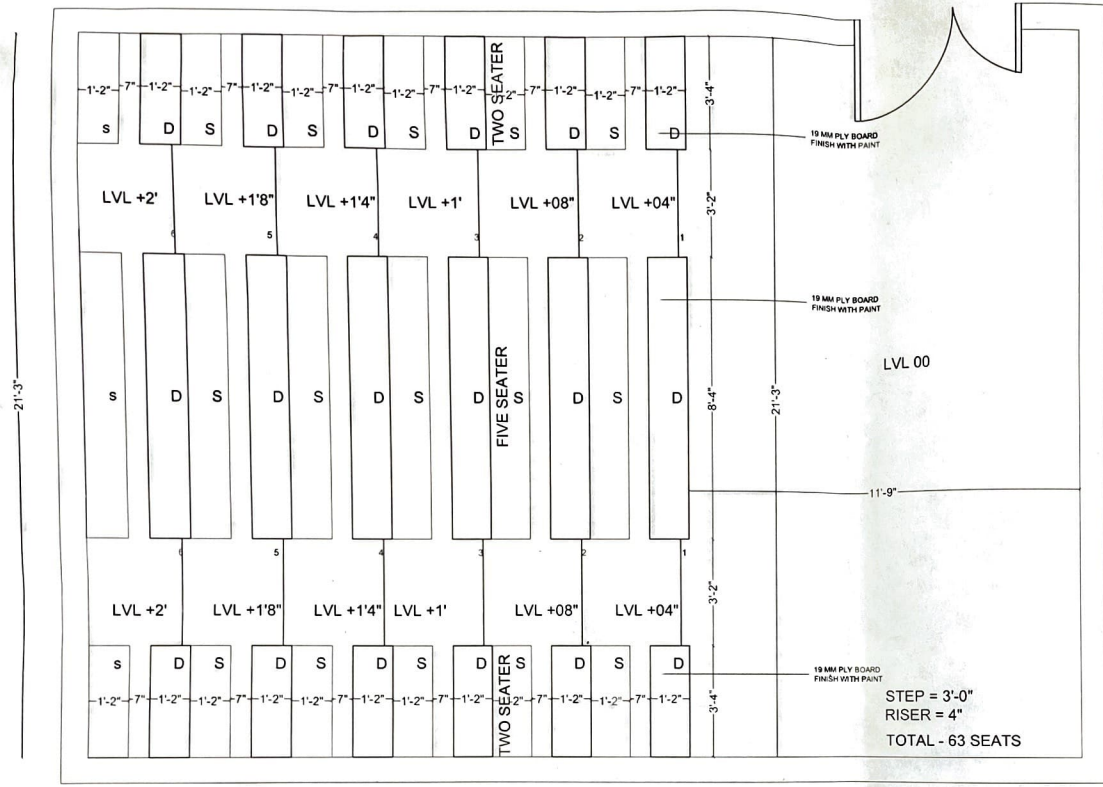 1'-2" 7" 1'-2" 1'-2" 7" 1'-2" 1'-2" 7" 1'-2" 1'-2" 7" 1'-2" 2" 7" 1'-2" 1'-2" 7" 1'-2"
s D S D S D S D S D S D
TWO SEATER
3'-4"
19 MM PLY BOARD
FINISH WITH PAINT
LVL +2' LVL +1'8" LVL +1'4" LVL +1' LVL +08" LVL +04"
3'-2"
6 5 4 3 2 1
19 MM PLY BOARD
FINISH WITH PAINT
LVL 00
21'-3"
s D S D S D S D S D S D
FIVE SEATER
8'-4"
21'-3"
11'-9"
6 5 4 3 2 1
LVL +2' LVL +1'8" LVL +1'4" LVL +1' LVL +08" LVL +04"
3'-2"
s D S D S D S D S D S D
TWO SEATER
1'-2" 7" 1'-2" 1'-2" 7" 1'-2" 1'-2" 7" 1'-2" 1'-2" 7" 1'-2" 2" 7" 1'-2" 1'-2" 7" 1'-2"
3'-4"
19 MM PLY BOARD
FINISH WITH PAINT
STEP = 3'-0"
RISER = 4"
TOTAL - 63 SEATS